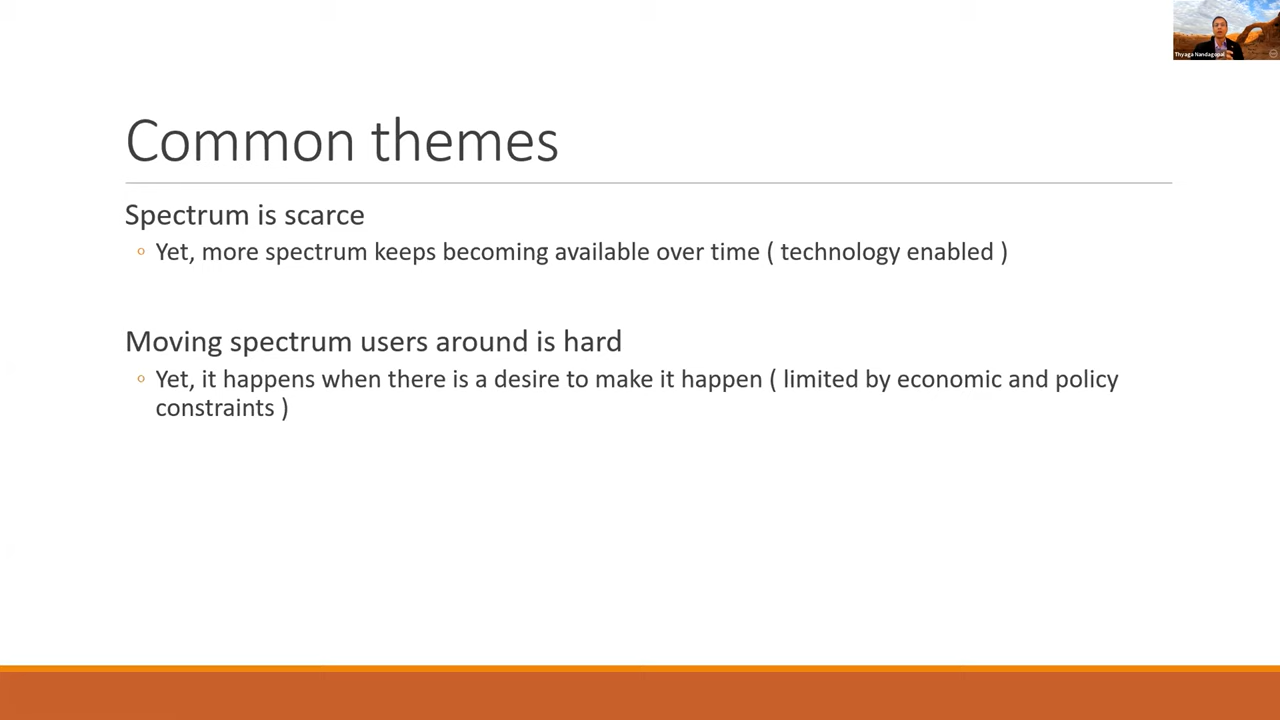 Thyaga Nandagopal
Common themes
Spectrum is scarce
◦ Yet, more spectrum keeps becoming available over time ( technology enabled )
Moving spectrum users around is hard
◦ Yet, it happens when there is a desire to make it happen ( limited by economic and policy
constraints )